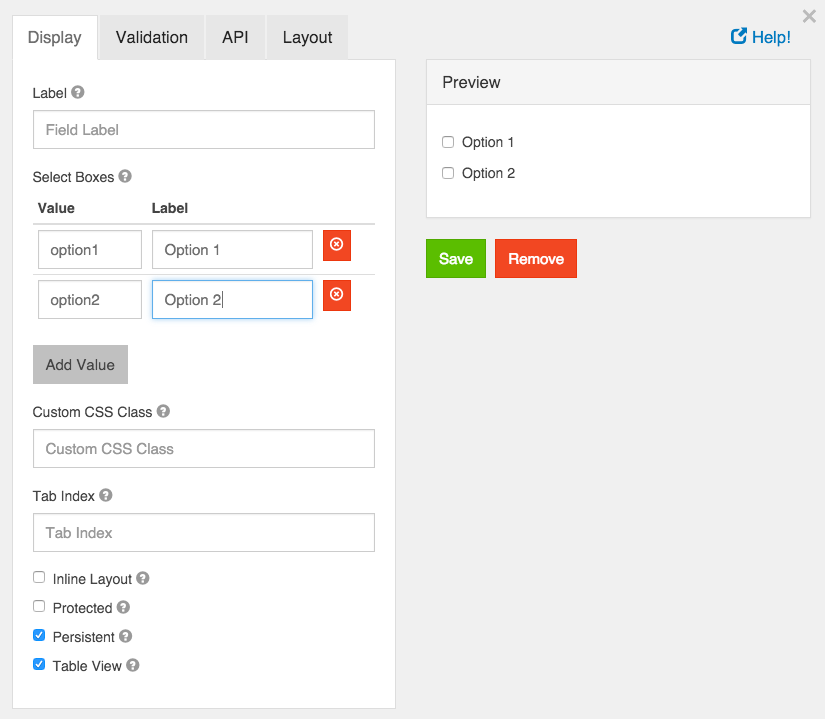 Display Validation API Layout
Help!
Label
Field Label
Select Boxes
Value Label
option1 Option 1
option2 Option 2
Add Value
Custom CSS Class
Custom CSS Class
Tab Index
Tab Index
Inline Layout
Protected
Persistent
Table View
Preview
Option 1
Option 2
Save Remove